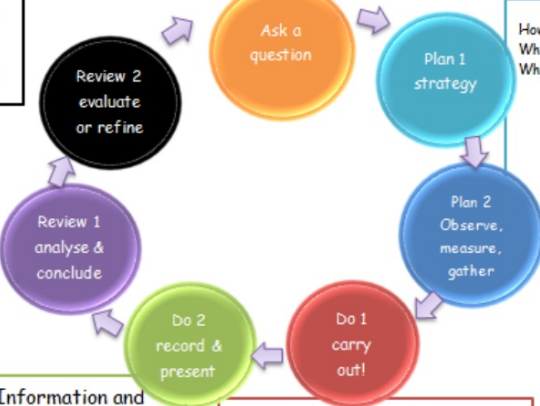 Ask a
question
Plan 1
strategy
Plan 2
Observe,
measure,
gather
Do 1
carry
out!
Do 2
record &
present
Review 1
analyse &
conclude
Review 2
evaluate
or refine
Information and